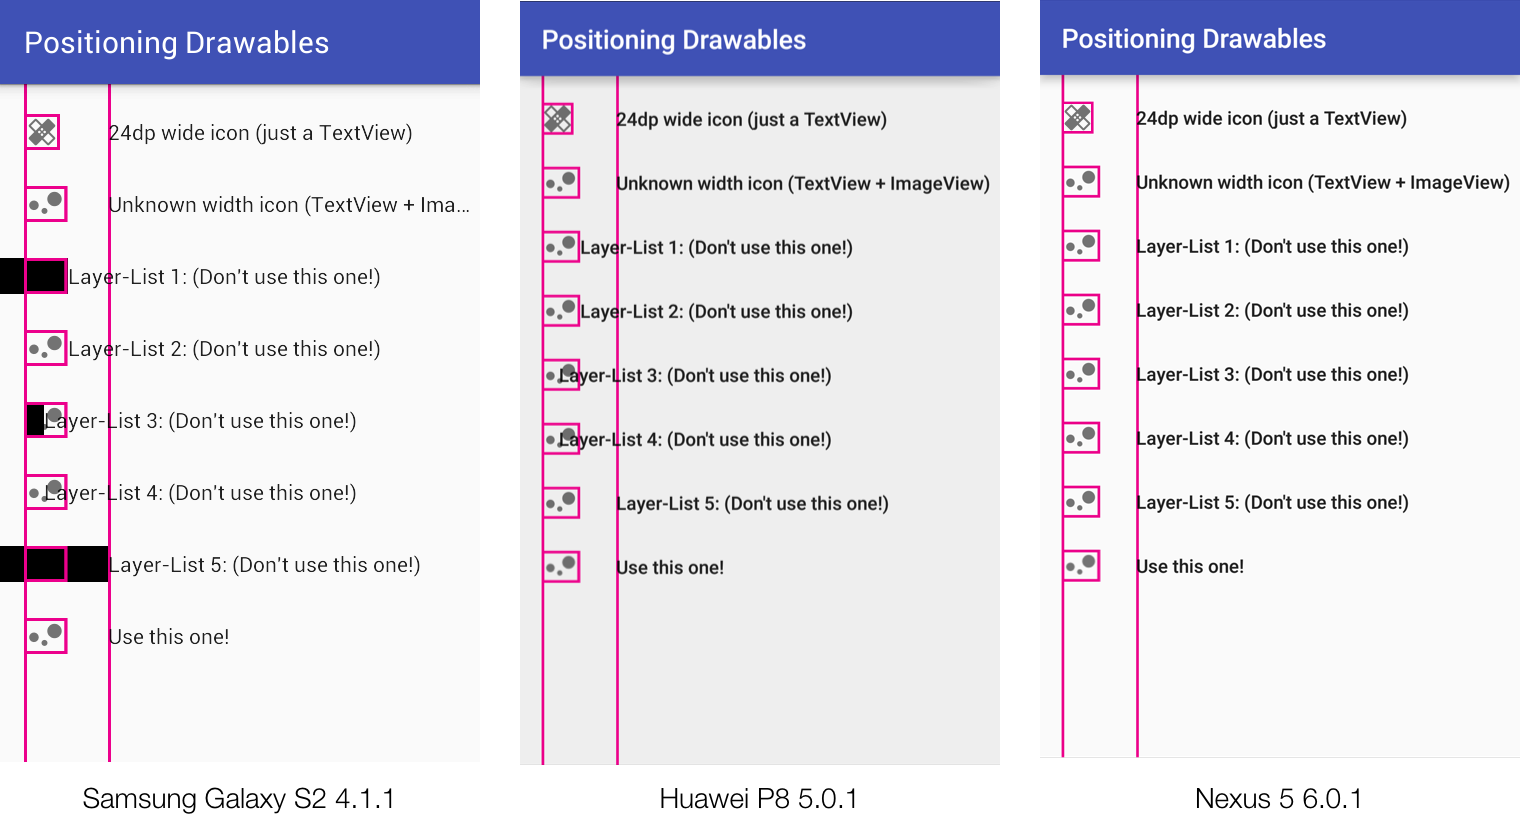 Positioning Drawables
24dp wide icon (just a TextView)
Unknown width icon (TextView + Ima...
Layer-List 1: (Don't use this one!)
Layer-List 2: (Don't use this one!)
Layer-List 3: (Don't use this one!)
Layer-List 4: (Don't use this one!)
Layer-List 5: (Don't use this one!)
Use this one!
Samsung Galaxy S2 4.1.1
Positioning Drawables
24dp wide icon (just a TextView)
Unknown width icon (TextView + ImageView)
Layer-List 1: (Don't use this one!)
Layer-List 2: (Don't use this one!)
Layer-List 3: (Don't use this one!)
Layer-List 4: (Don't use this one!)
Layer-List 5: (Don't use this one!)
Use this one!
Huawei P8 5.0.1
Positioning Drawables
24dp wide icon (just a TextView)
Unknown width icon (TextView + ImageView)
Layer-List 1: (Don't use this one!)
Layer-List 2: (Don't use this one!)
Layer-List 3: (Don't use this one!)
Layer-List 4: (Don't use this one!)
Layer-List 5: (Don't use this one!)
Use this one!
Nexus 5 6.0.1